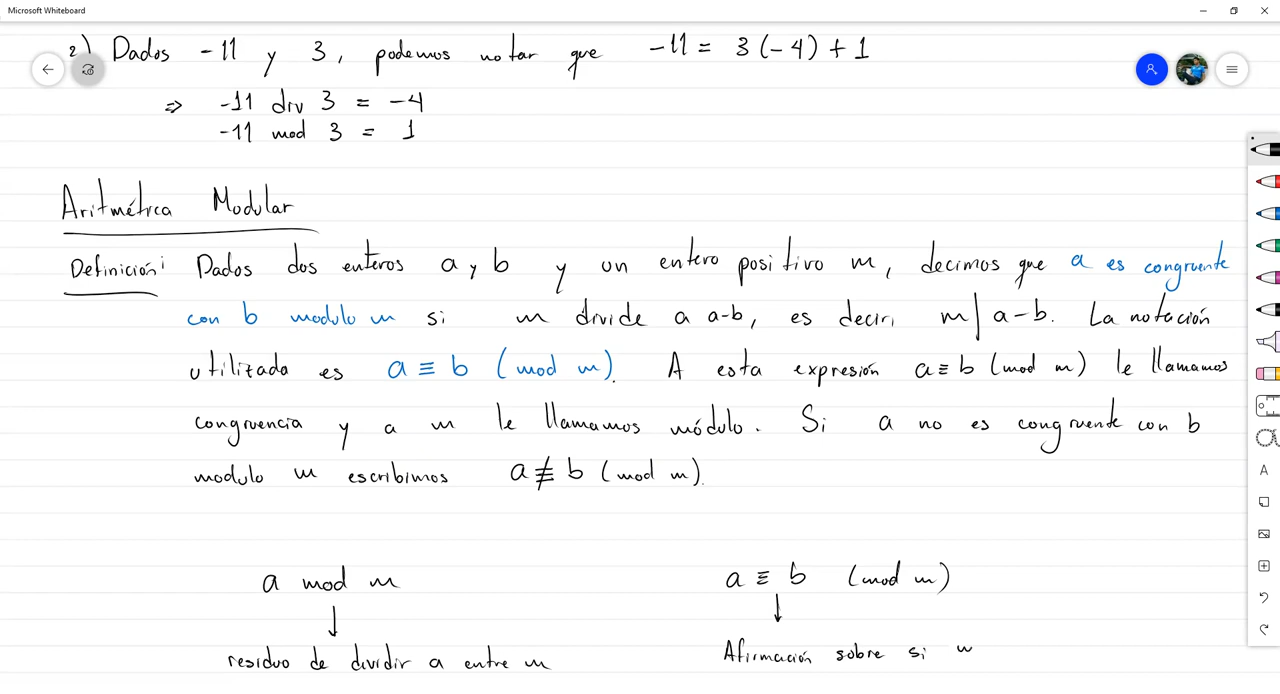 Microsoft Whiteboard
2) Dados -11 y 3, podemos notar que -11 = 3(-4) + 1
⇒ -11 div 3 = -4
-11 mod 3 = 1
Aritmética Modular
Definición: Dados dos enteros a y b y un entero positivo m, decimos que a es congruente
con b modulo m si m divide a a-b, es decir, m | a-b. La notación
utilizada es a ≡ b (mod m). A esta expresión a ≡ b (mod m) le llamamos
congruencia y a m le llamamos módulo. Si a no es congruente con b
modulo m escribimos a ≢ b (mod m).
a mod m
a ≡ b (mod m)
↓
↓
residuo de dividir a entre m
Afirmación sobre si
A